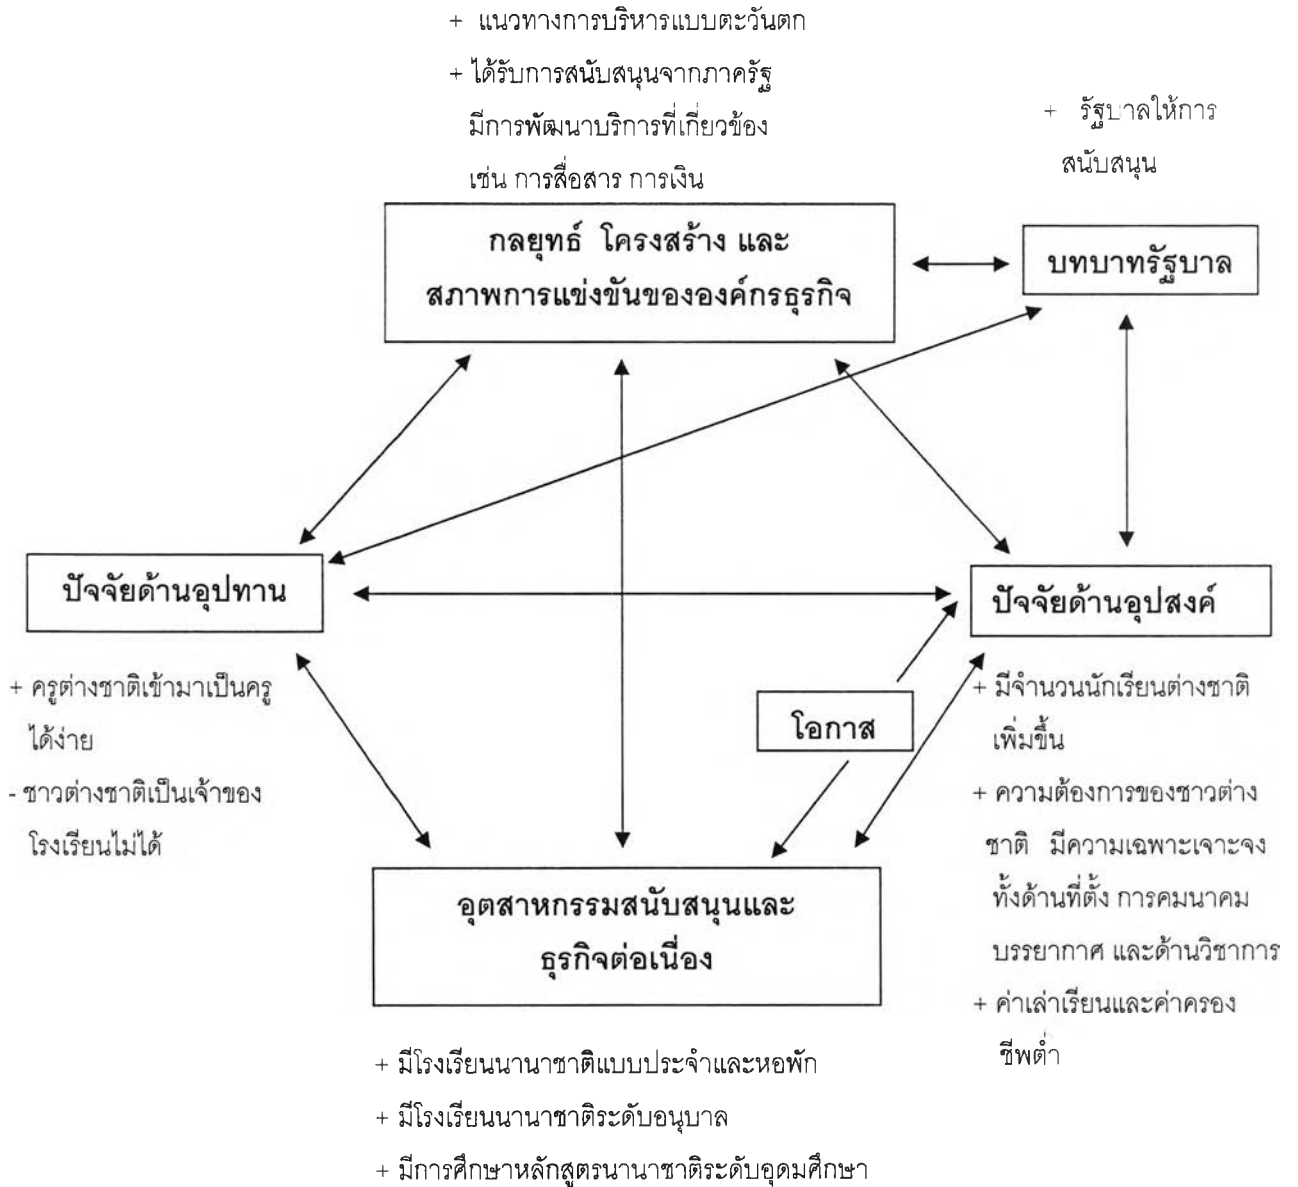 + แนวทางการบริหารแบบตะวันตก
+ ได้รับการสนับสนุนจากภาครัฐ
มีการพัฒนาบริการที่เกี่ยวข้อง
เช่น การสื่อสาร การเงิน
+ รัฐบาลให้การ
สนับสนุน
กลยุทธ์ โครงสร้าง และ
สภาพการแข่งขันขององค์กรธุรกิจ
บทบาทรัฐบาล
ปัจจัยด้านอุปทาน
ปัจจัยด้านอุปสงค์
+ ครูต่างชาติเข้ามาเป็นครู
ได้ง่าย
- ชาวต่างชาติเป็นเจ้าของ
โรงเรียนไม่ได้
โอกาส
+ มีจำนวนนักเรียนต่างชาติ
เพิ่มขึ้น
+ ความต้องการของชาวต่าง
ชาติ มีความเฉพาะเจาะจง
ทั้งด้านที่ตั้ง การคมนาคม
บรรยากาศ และด้านวิชาการ
+ ค่าเล่าเรียนและค่าครอง
ชีพต่ำ
อุตสาหกรรมสนับสนุนและ
ธุรกิจต่อเนื่อง
+ มีโรงเรียนนานาชาติแบบประจำและหอพัก
+ มีโรงเรียนนานาชาติระดับอนุบาล
+ มีการศึกษาหลักสูตรนานาชาติระดับอุดมศึกษา